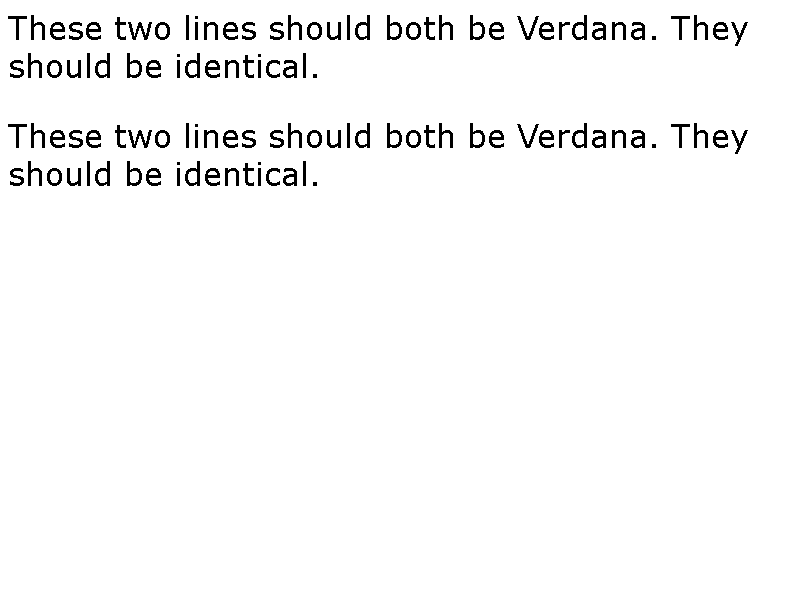 These two lines should both be Verdana. They
should be identical.
These two lines should both be Verdana. They
should be identical.